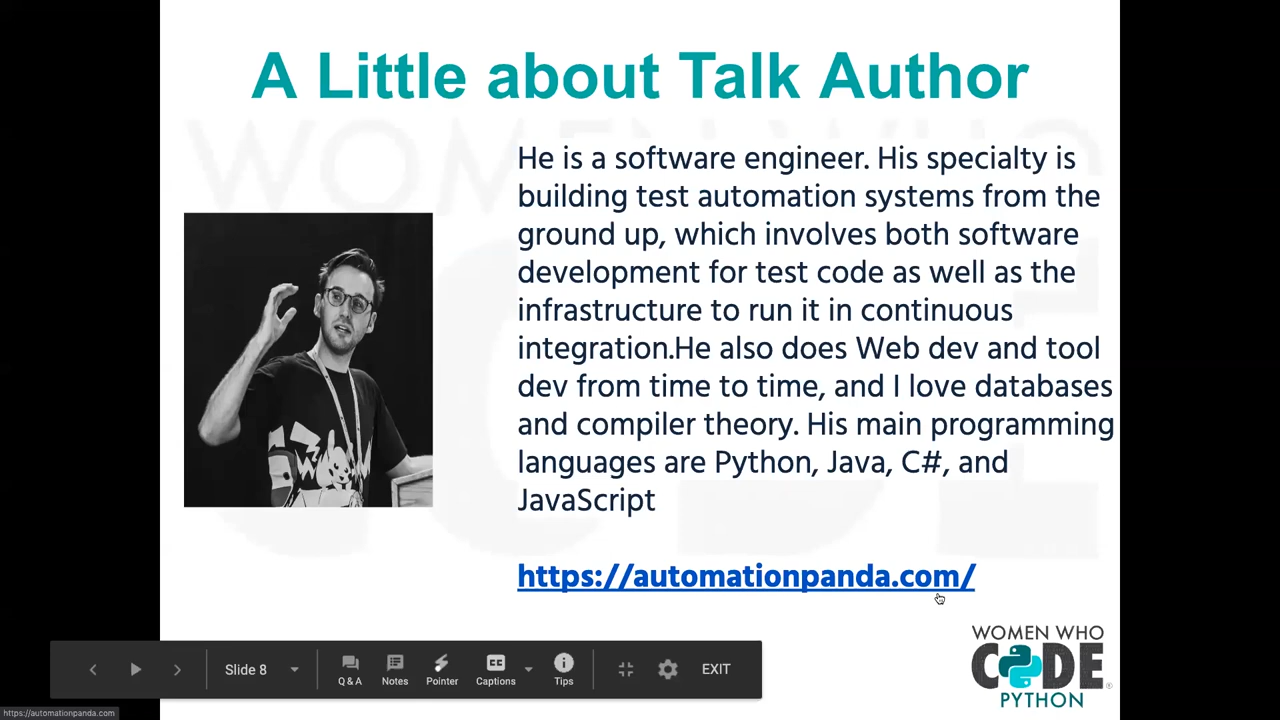 A Little about Talk Author
WOMEN WHO
CODE
He is a software engineer. His specialty is
building test automation systems from the
ground up, which involves both software
development for test code as well as the
infrastructure to run it in continuous
integration.He also does Web dev and tool
dev from time to time, and I love databases
and compiler theory. His main programming
languages are Python, Java, C#, and
JavaScript
https://automationpanda.com/
WOMEN WHO
CODE
PYTHON
Slide 8
Q & A
Notes
Pointer
CC
Captions
Tips
EXIT
https://automationpanda.com